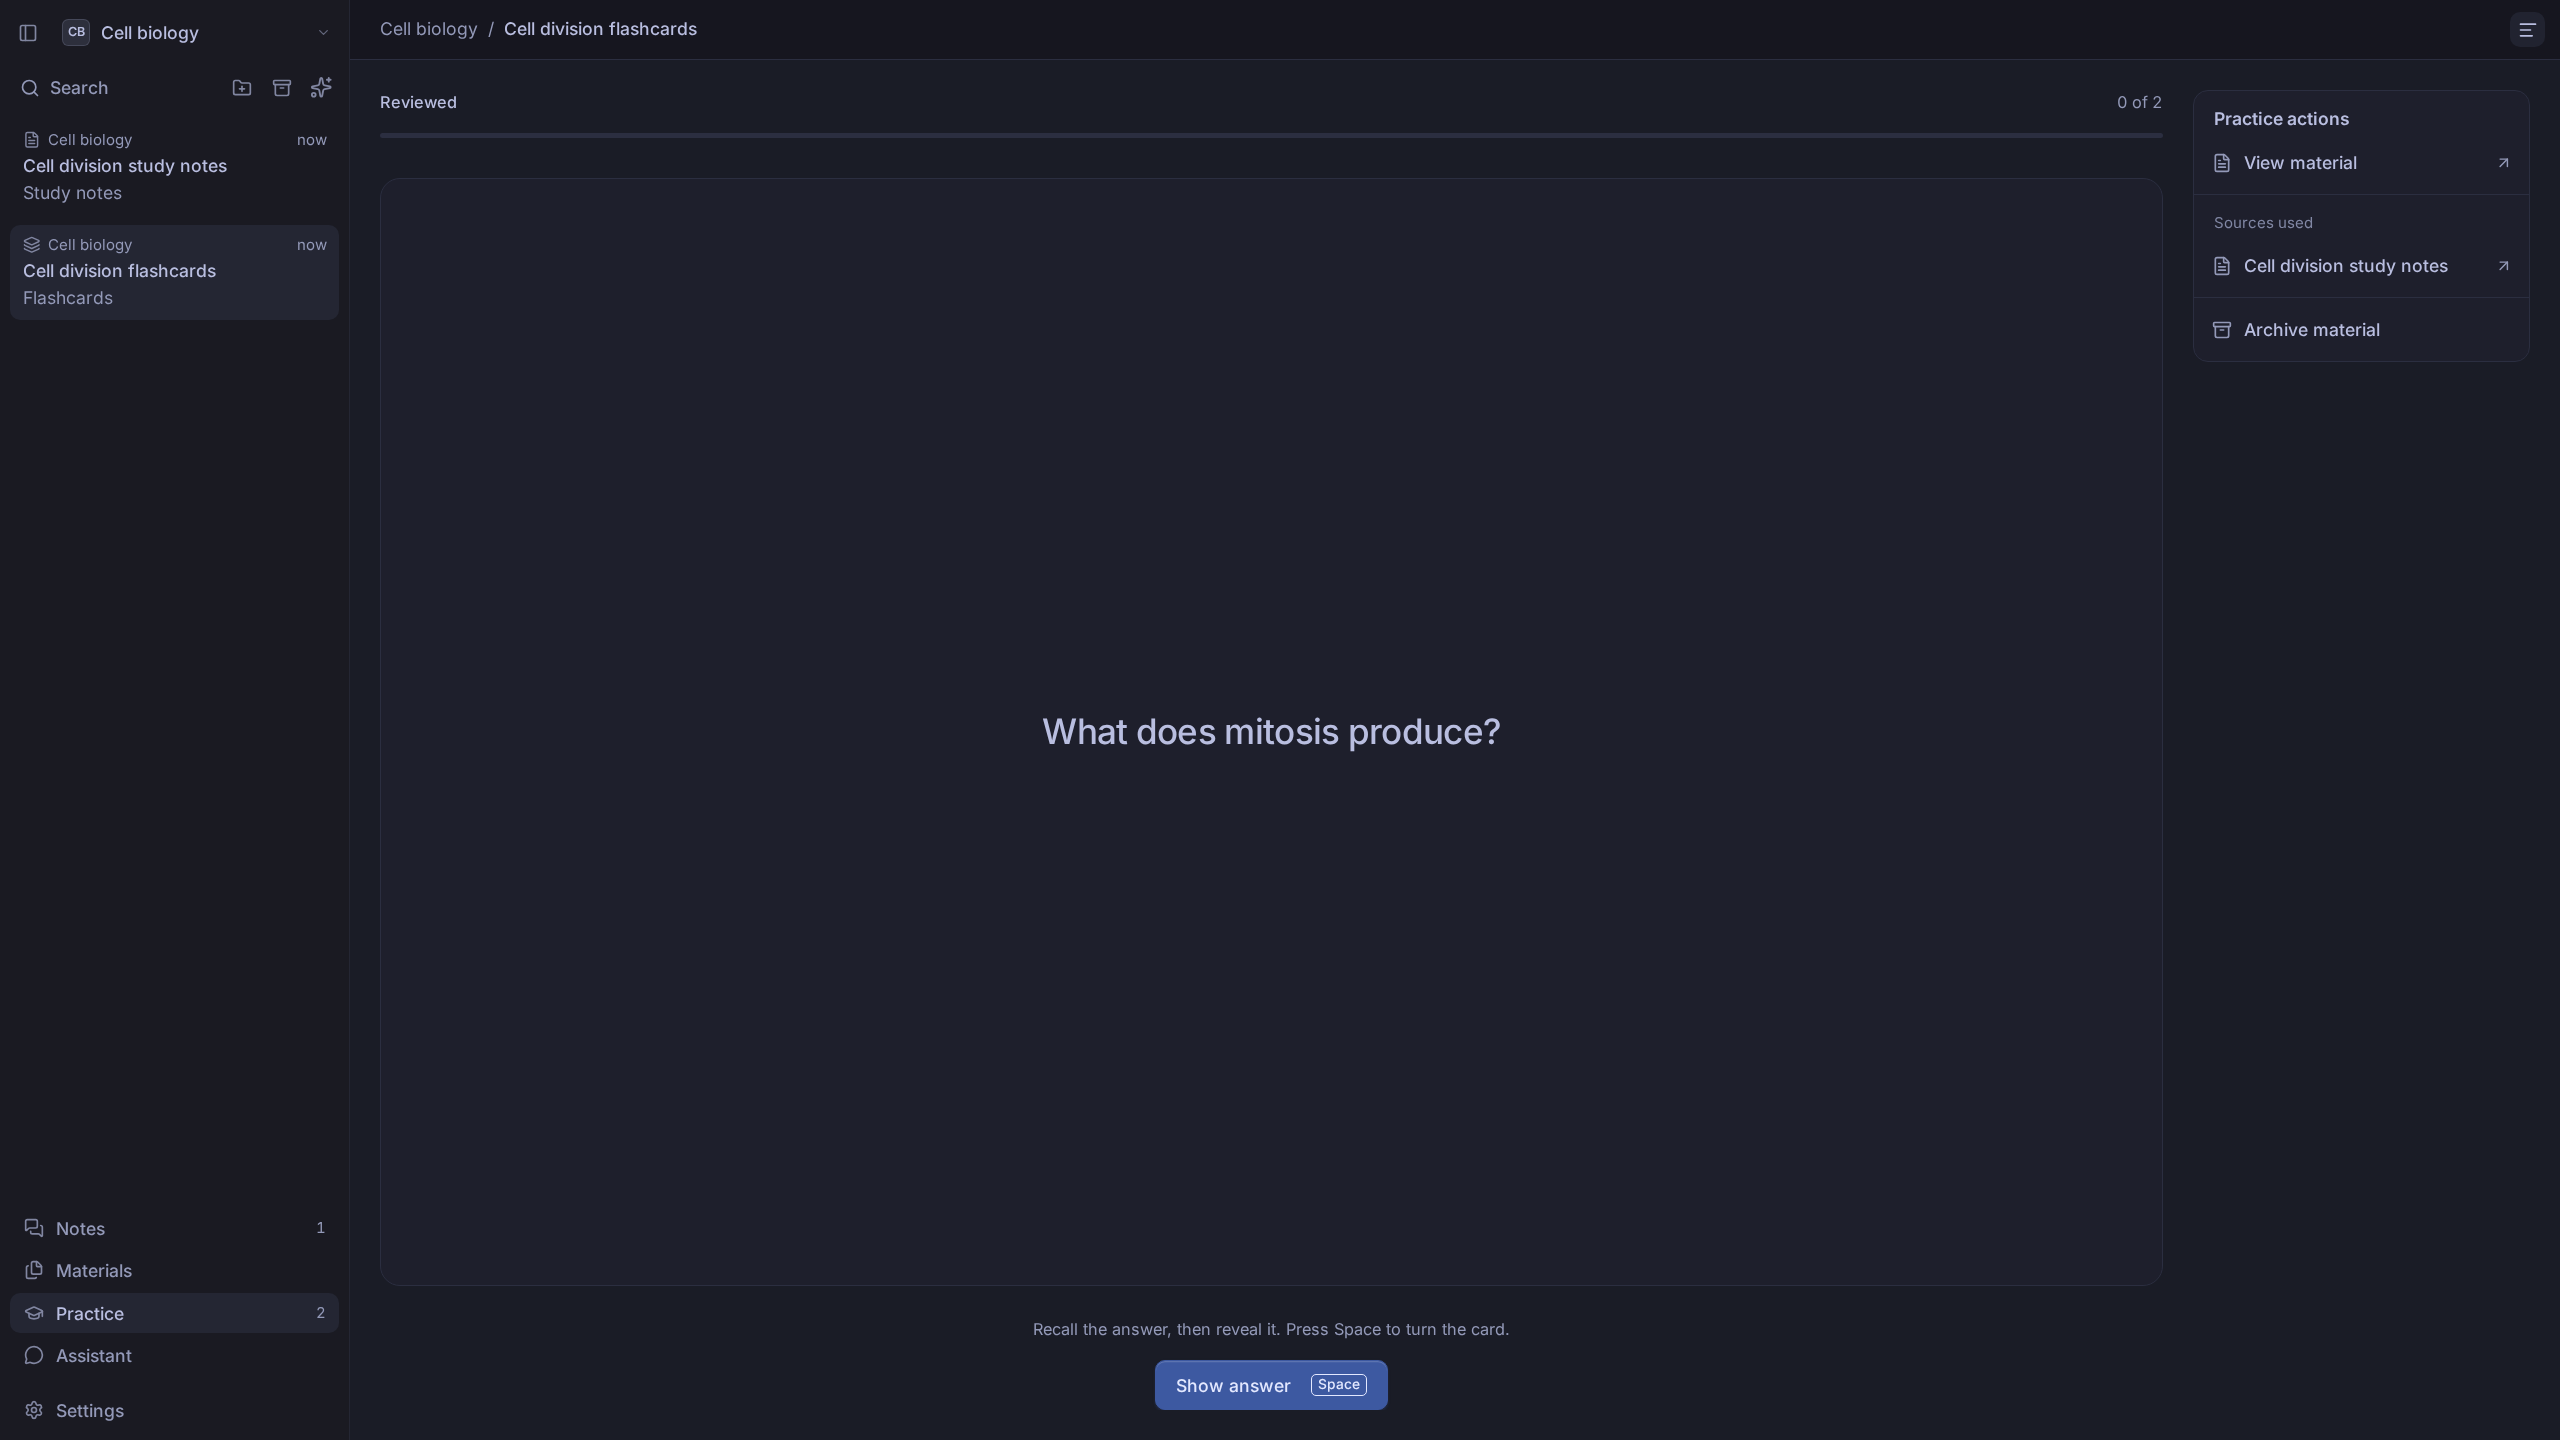 CB Cell biology
Search
Cell biology now
Cell division study notes
Study notes
Cell biology now
Cell division flashcards
Flashcards
Notes 1
Materials
Practice 2
Assistant
Settings
Cell biology / Cell division flashcards
Reviewed 0 of 2
What does mitosis produce?
Recall the answer, then reveal it. Press Space to turn the card.
Show answer Space
Practice actions
View material
Sources used
Cell division study notes
Archive material